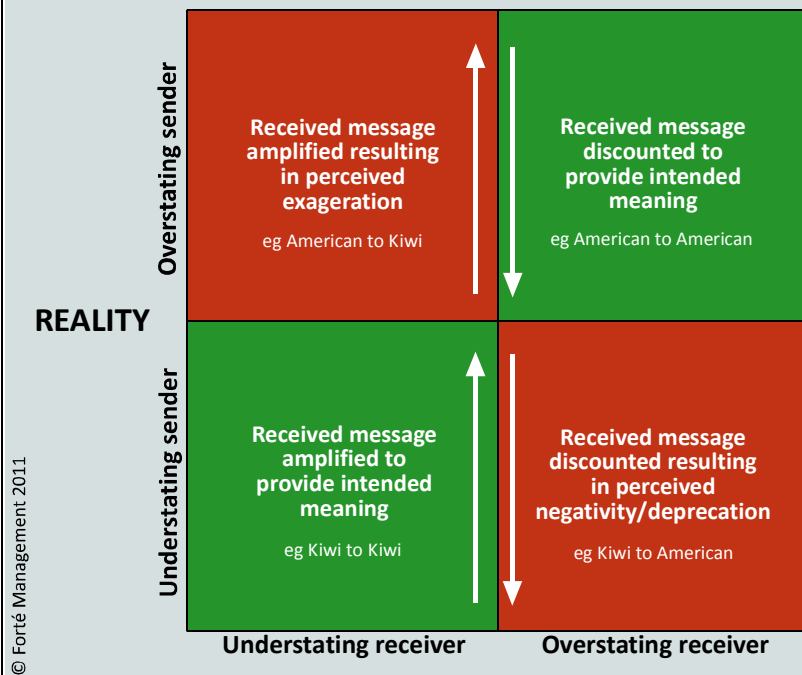 Overstating sender
Received message
amplified resulting
in perceived
exageration
eg American to Kiwi
Received message
discounted to
provide intended
meaning
eg American to American
REALITY
Understating sender
Received message
amplified to
provide intended
meaning
eg Kiwi to Kiwi
Received message
discounted resulting
in perceived
negativity/deprecation
eg Kiwi to American
Understating receiver
Overstating receiver
© Forté Management 2011